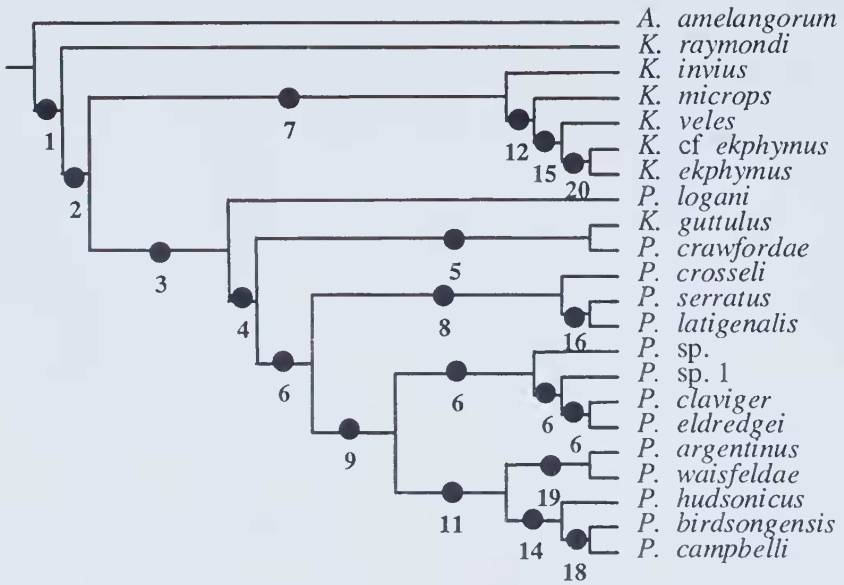 A. amelangorum
K. raymondi
K. invius
K. microps
K. veles
K. cf ekphymus
K. ekphymus
P. logani
K. guttulus
P. crawfordae
P. crosseli
P. serratus
P. latigenalis
P. sp.
P. sp. 1
P. claviger
P. eldredgei
P. argentinus
P. waisfeldae
P. hudsonicus
P. birdsongensis
P. campbelli
1
7
12
15
20
2
3
5
4
8
16
6
6
6
6
9
11
19
14
18